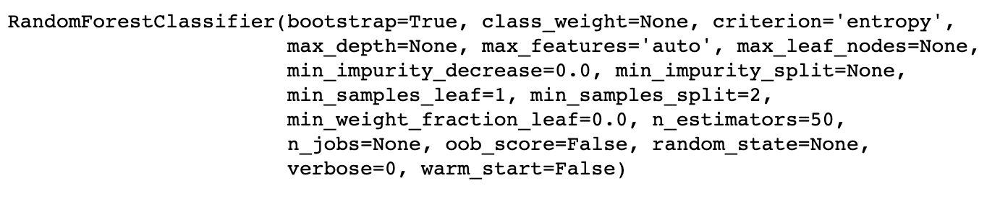 RandomForestClassifier(bootstrap=True, class_weight=None, criterion='entropy',
max_depth=None, max_features='auto', max_leaf_nodes=None,
min_impurity_decrease=0.0, min_impurity_split=None,
min_samples_leaf=1, min_samples_split=2,
min_weight_fraction_leaf=0.0, n_estimators=50,
n_jobs=None, oob_score=False, random_state=None,
verbose=0, warm_start=False)